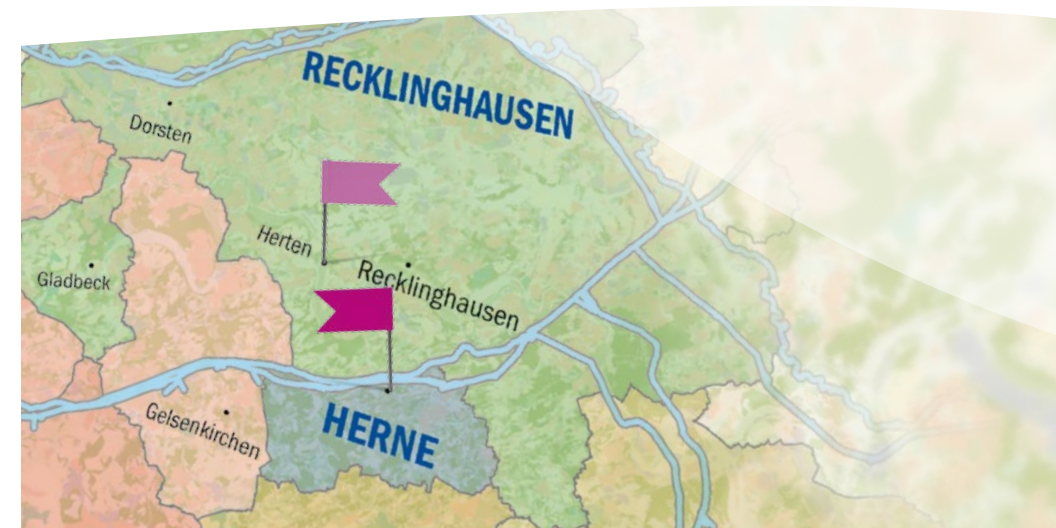 RECKLINGHAUSEN
Dorsten
Herten
Gladbeck
Recklinghausen
Gelsenkirchen
HERNE